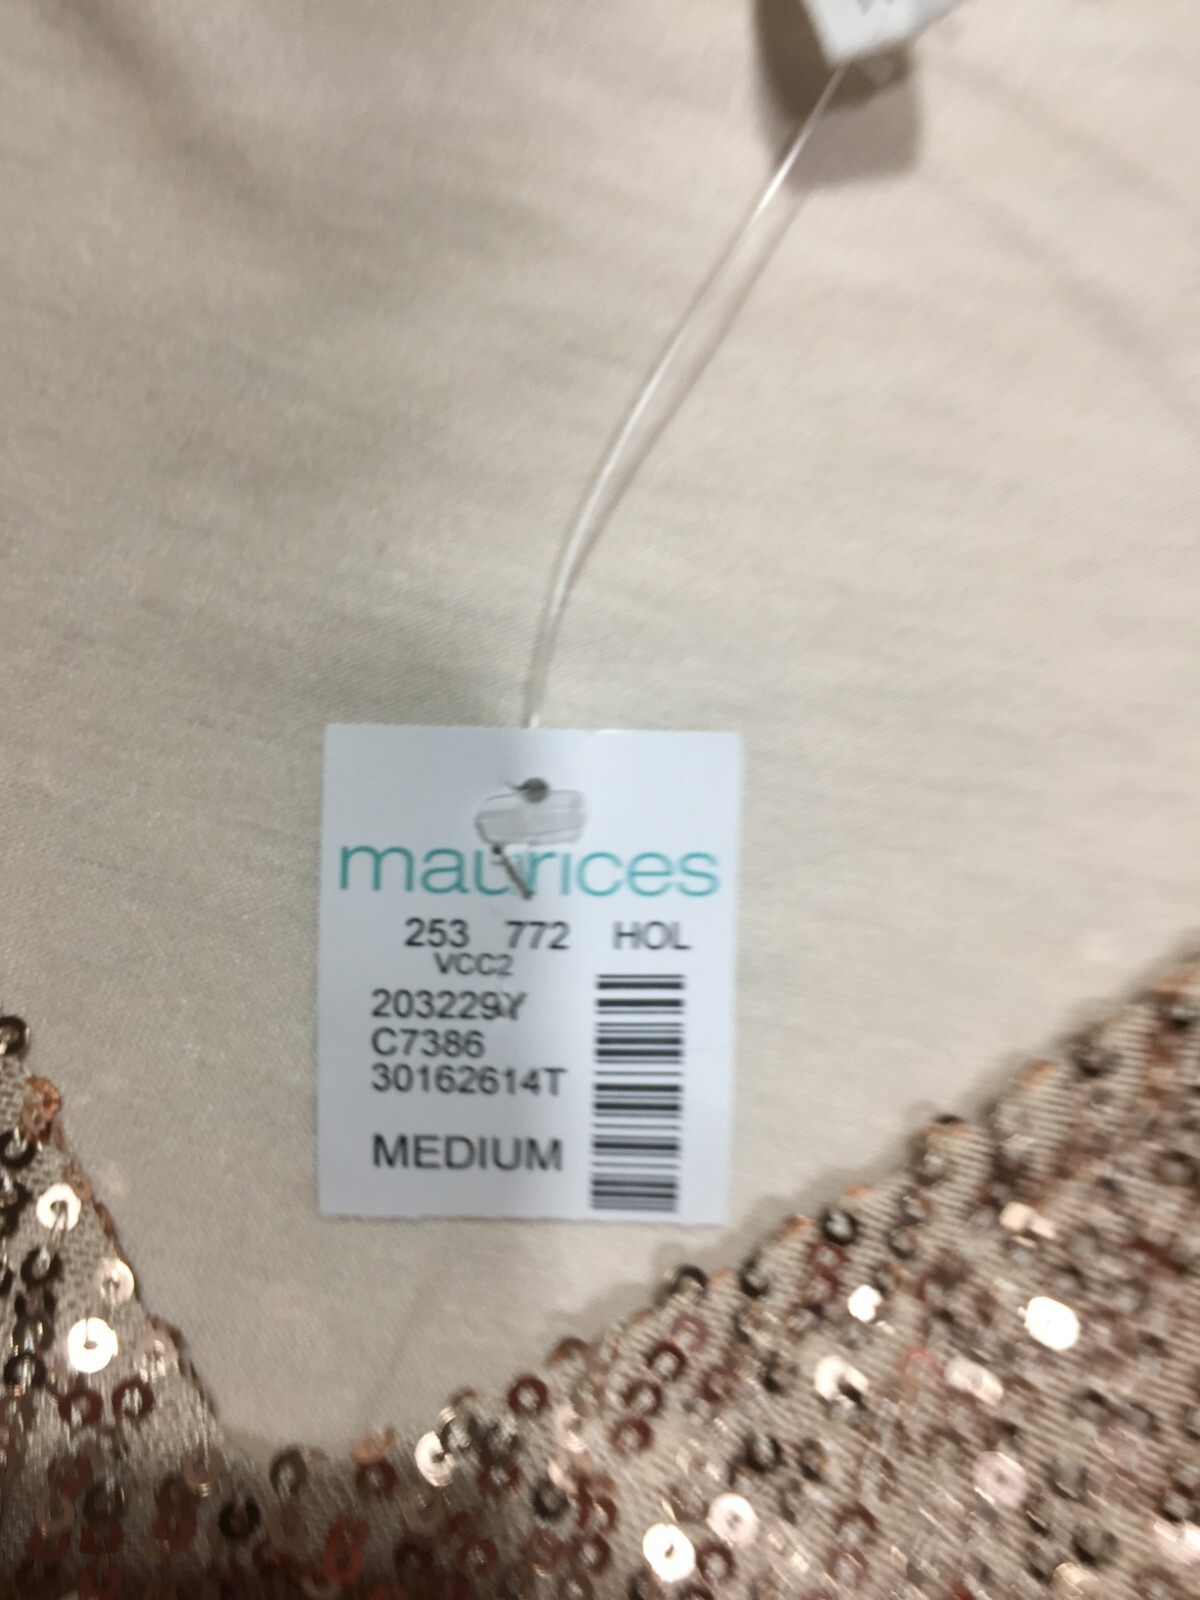 maurices
253 772 HOL
VCC2
203229Y
C7386
30162614T
MEDIUM